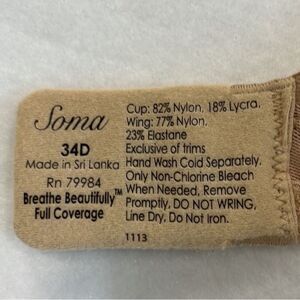 Soma
34D
Made in Sri Lanka
Rn 79984
Breathe Beautifully™
Full Coverage
Cup: 82% Nylon, 18% Lycra.
Wing: 77% Nylon,
23% Elastane
Exclusive of trims
Hand Wash Cold Separately.
Only Non-Chlorine Bleach
When Needed, Remove
Promptly, DO NOT WRING,
Line Dry, Do Not Iron.
1113